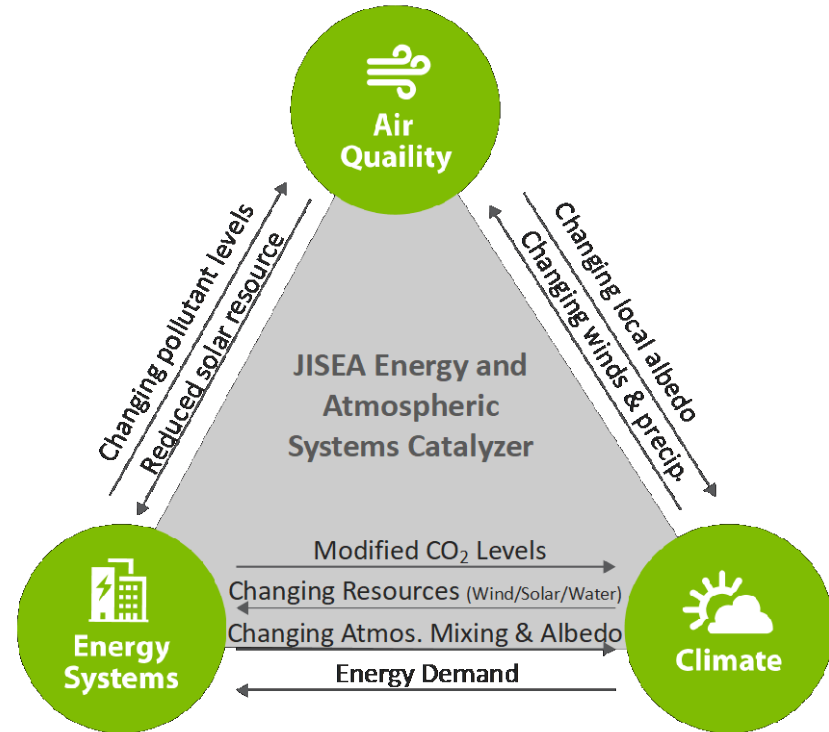 Air
Quaility
Changing pollutant levels
Reduced solar resource
Changing local albedo
Changing winds & precip.
JISEA Energy and
Atmospheric
Systems Catalyzer
Modified CO₂ Levels
Changing Resources (Wind/Solar/Water)
Changing Atmos. Mixing & Albedo
Energy Demand
Energy
Systems
Climate